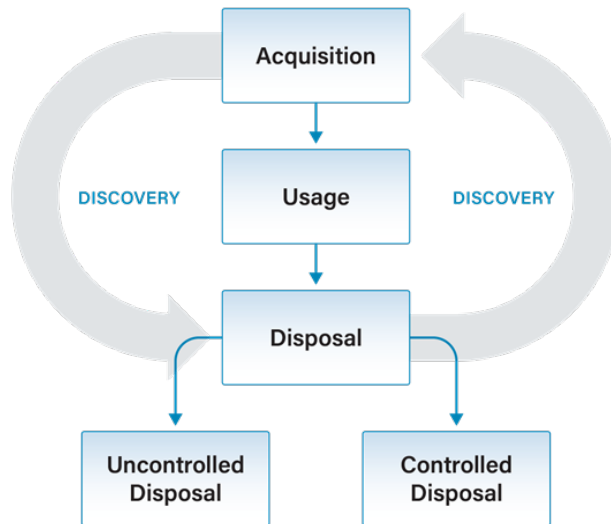 Acquisition
Usage
DISCOVERY
DISCOVERY
Disposal
Uncontrolled
Disposal
Controlled
Disposal